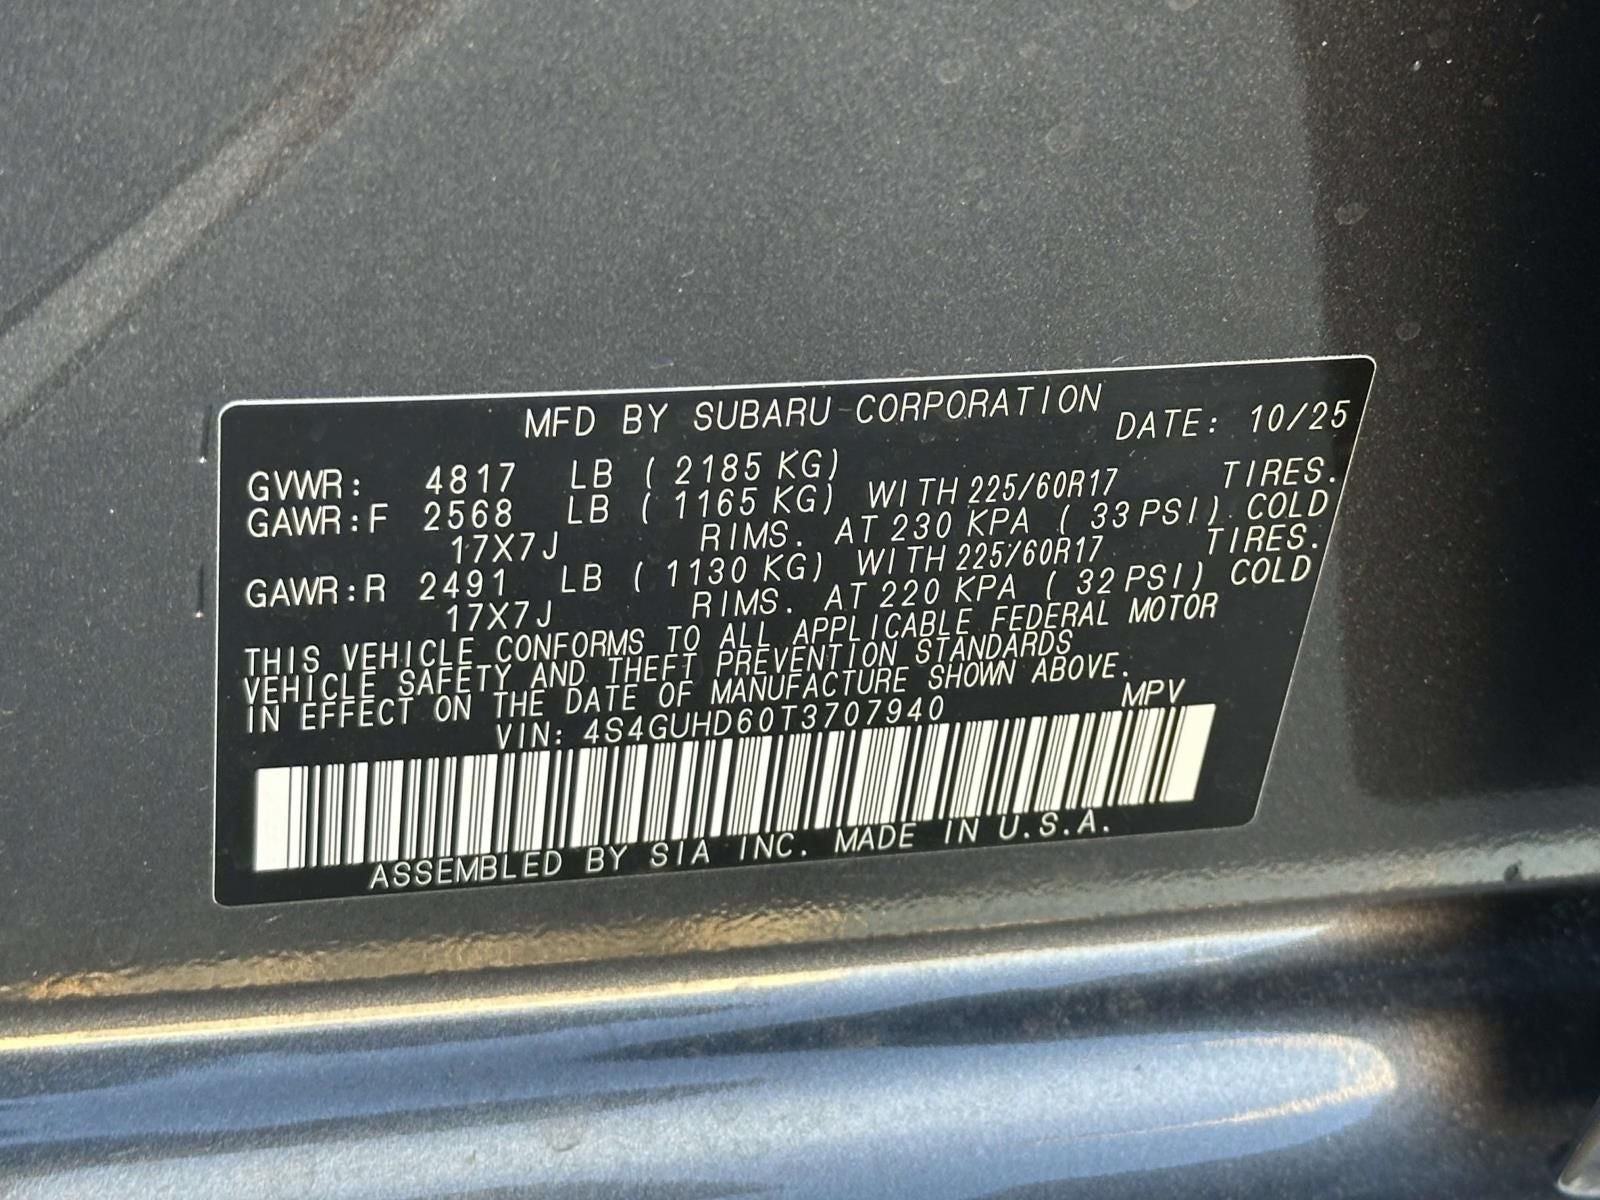 MFD BY SUBARU CORPORATION DATE: 10/25
GVWR: 4817 LB ( 2185 KG)
GAWR:F 2568 LB ( 1165 KG) WITH 225/60R17 TIRES.
17X7J RIMS. AT 230 KPA ( 33 PSI) COLD
GAWR:R 2491 LB ( 1130 KG) WITH 225/60R17 TIRES.
17X7J RIMS. AT 220 KPA ( 32 PSI) COLD
THIS VEHICLE CONFORMS TO ALL APPLICABLE FEDERAL MOTOR
VEHICLE SAFETY AND THEFT PREVENTION STANDARDS
IN EFFECT ON THE DATE OF MANUFACTURE SHOWN ABOVE.
VIN: 4S4GUHD60T3707940 MPV
ASSEMBLED BY SIA INC. MADE IN U.S.A.